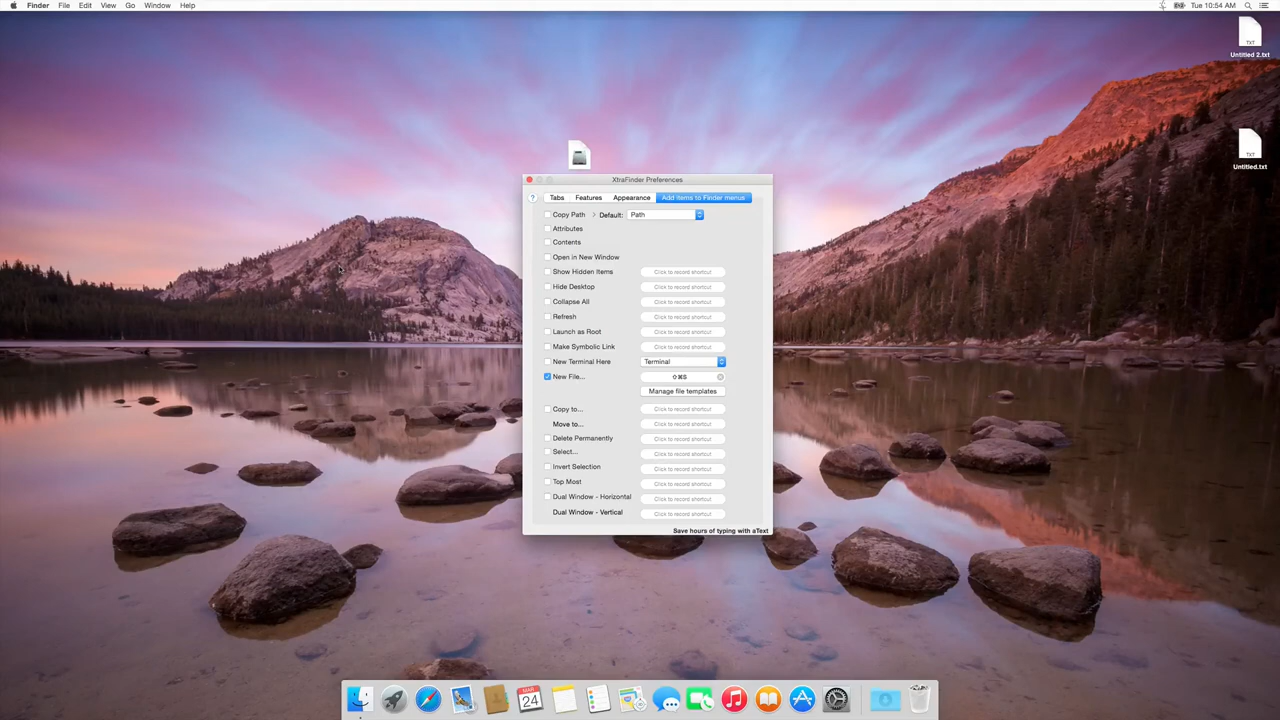 Finder File Edit View Go Window Help
Tue 10:54 AM
TXT
Untitled 2.txt
TXT
Untitled.txt
XtraFinder Preferences
? Tabs Features Appearance Add items to Finder menus
Copy Path > Default: Path
Attributes
Contents
Open in New Window
Show Hidden Items Click to record shortcut
Hide Desktop Click to record shortcut
Collapse All Click to record shortcut
Refresh Click to record shortcut
Launch as Root Click to record shortcut
Make Symbolic Link Click to record shortcut
New Terminal Here Terminal
New File... ⇧⌘S
Manage file templates
Copy to... Click to record shortcut
Move to... Click to record shortcut
Delete Permanently Click to record shortcut
Select... Click to record shortcut
Invert Selection Click to record shortcut
Top Most Click to record shortcut
Dual Window - Horizontal Click to record shortcut
Dual Window - Vertical Click to record shortcut
Save hours of typing with aText
MAR
24